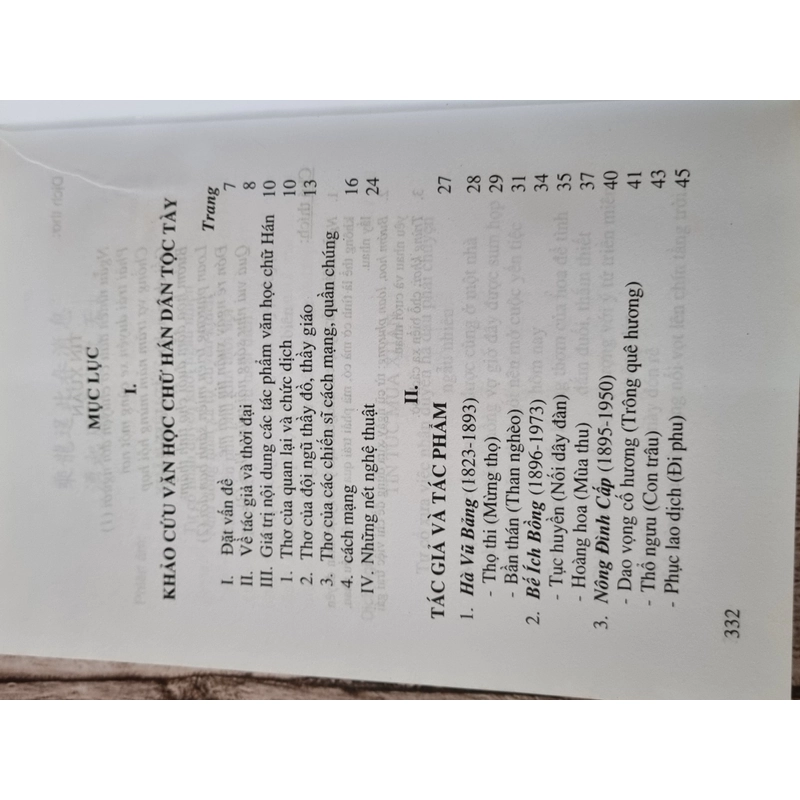 MỤC LỤC
I.
KHẢO CỨU VĂN HỌC CHỮ HÁN DÂN TỘC TÀY
Trang
I. Đặt vấn đề 7
II. Về tác giả và thời đại 8
III. Giá trị nội dung các tác phẩm văn học chữ Hán 10
1. Thơ của quan lại và chức dịch 10
2. Thơ của đội ngũ thầy đồ, thầy giáo 13
3. Thơ của các chiến sĩ cách mạng, quần chúng
4. cách mạng 16
IV. Những nét nghệ thuật 24
II.
TÁC GIẢ VÀ TÁC PHẨM 27
1. Hà Vũ Bằng (1823-1893) 28
- Thọ thi (Mừng thọ) 29
- Bần thán (Than nghèo) 31
2. Bế Ích Bồng (1896-1973) 34
- Tục huyền (Nối dây đàn) 35
- Hoàng hoa (Mùa thu) 37
3. Nông Đình Cấp (1895-1950) 40
- Dao vọng cố hương (Trông quê hương) 41
- Thổ ngưu (Con trâu) 43
- Phục lao dịch (Đi phu) 45
332